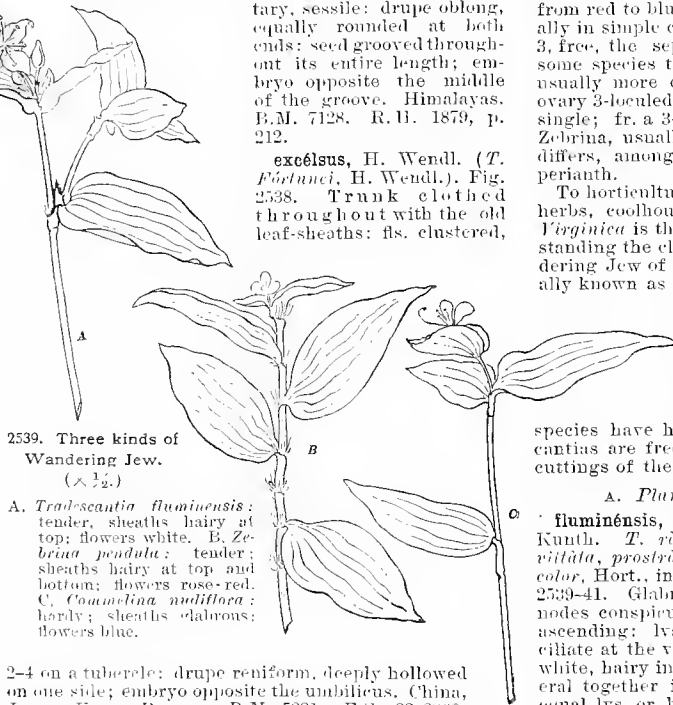 tary, sessile: drupe oblong,
equally rounded at both
ends: seed grooved through-
out its entire length; em-
bryo opposite the middle
of the groove. Himalayas.
B.M. 7128. R.H. 1879, p.
212.
excélsus, H. Wendl. (T.
Fórtunei, H. Wendl.). Fig.
2538. Trunk clothed
throughout with the old
leaf-sheaths: fls. clustered,
A
B
C
2539. Three kinds of
Wandering Jew.
(× ½.)
A. Tradescantia fluminensis:
tender, sheaths hairy at
top; flowers white. B. Ze-
brina pendula: tender;
sheaths hairy at top and
bottom; flowers rose-red.
C. Commelina nudiflora:
hardy; sheaths glabrous;
flowers blue.
2–4 on a tubercle: drupe reniform, deeply hollowed
on one side; embryo opposite the umbilicus. China,
from red to blu
ally in simple c
3, free, the se
some species t
usually more
ovary 3-loculed
single; fr. a 3-
Zebrina, usual
differs, among
perianth.
To horticultu
herbs, coolhou
Virginica is th
standing the cl
dering Jew of
ally known as
species have h
cantias are fre
cuttings of the
A. Plan
fluminénsis,
Kunth. T. r
vittàta, prostrà
color, Hort., in
2539-41. Glab
nodes conspic
ascending: lv
ciliate at the v
white, hairy in
eral together i